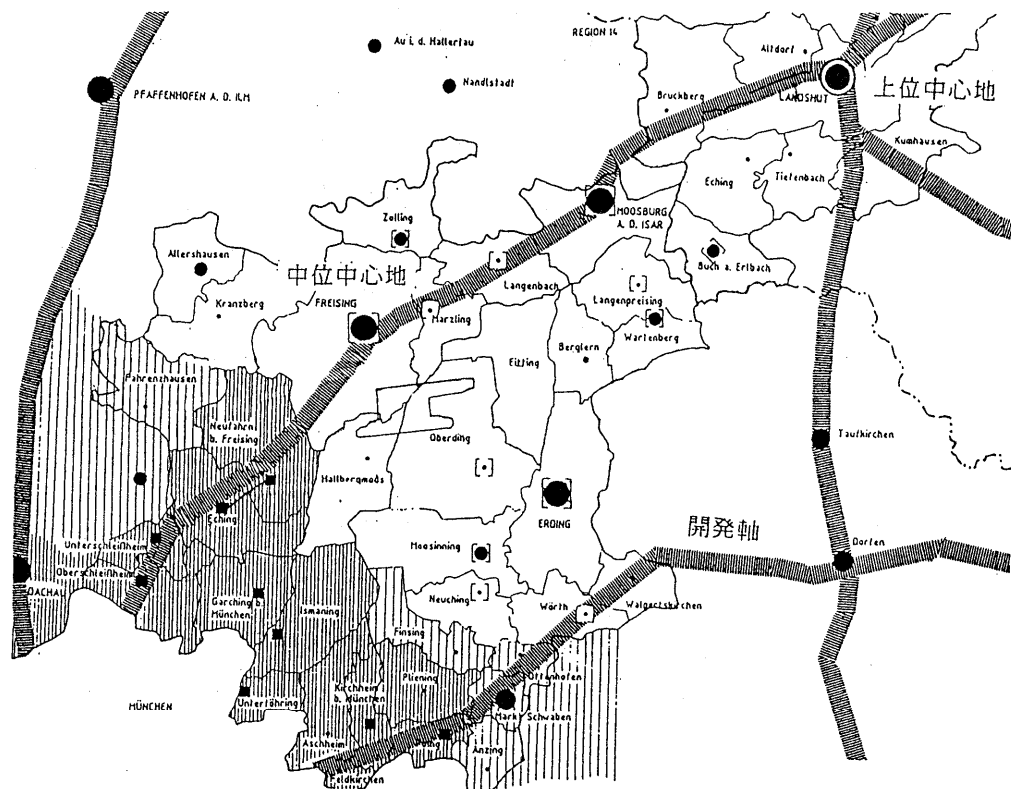 REGION 14
Au i. d. Hallertau
Altdorf
Nandlstadt
PFAFFENHOFEN A. D. ILM
Bruckberg
LANDSHUT
上位中心地
Kumhausen
Eching
Tiefenbach
Zolling
MOOSBURG
A. D. ISAR
Allershausen
Buch a. Erlbach
中位中心地
Langenbach
Kranzberg
FREISING
Langenpreising
Marzling
Wartenberg
Berglern
Eitting
Fahrenzhausen
Neufahrn
b. Freising
Oberding
Taufkirchen
Hallbergmoos
Eching
ERDING
開発軸
Unterschleißheim
Moosinning
Dorfen
Oberschleißheim
DACHAU
Neuching
Wörth
Walpertskirchen
Garching b.
München
Ismaning
Finsing
Ottenhofen
Pliening
Kirchheim
b. München
MÜNCHEN
Unterföhring
Markt Schwaben
Aschheim
Anzing
Feldkirchen